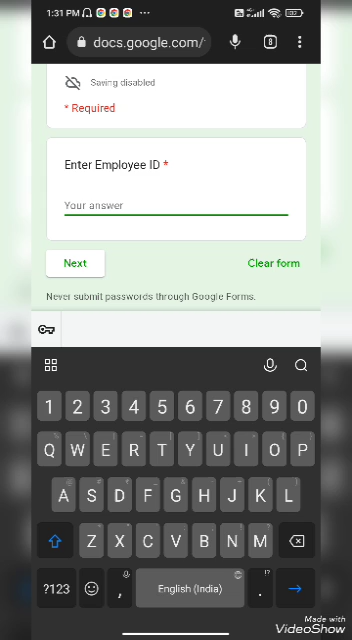 1:31 PM
docs.google.com/
8
Saving disabled
* Required
Enter Employee ID *
Your answer
Next Clear form
Never submit passwords through Google Forms.
1 2 3 4 5 6 7 8 9 0
Q W E R T Y U I O P
A S D F G H J K L
Z X C V B N M
?123 , English (India) .
Made with
VideoShow